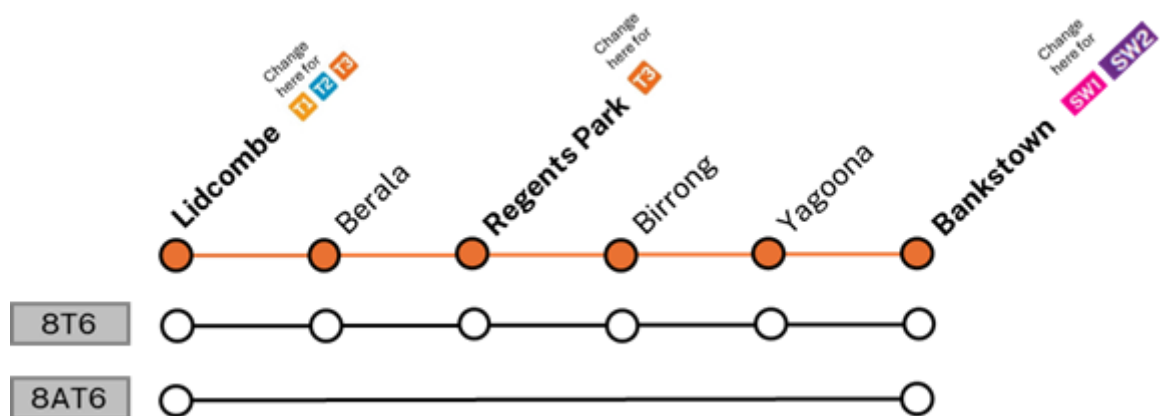 Change
here for
T1 T2 T3
Lidcombe
Berala
Change
here for
T3
Regents Park
Birrong
Yagoona
Change
here for
SW1 SW2
Bankstown
8T6
8AT6